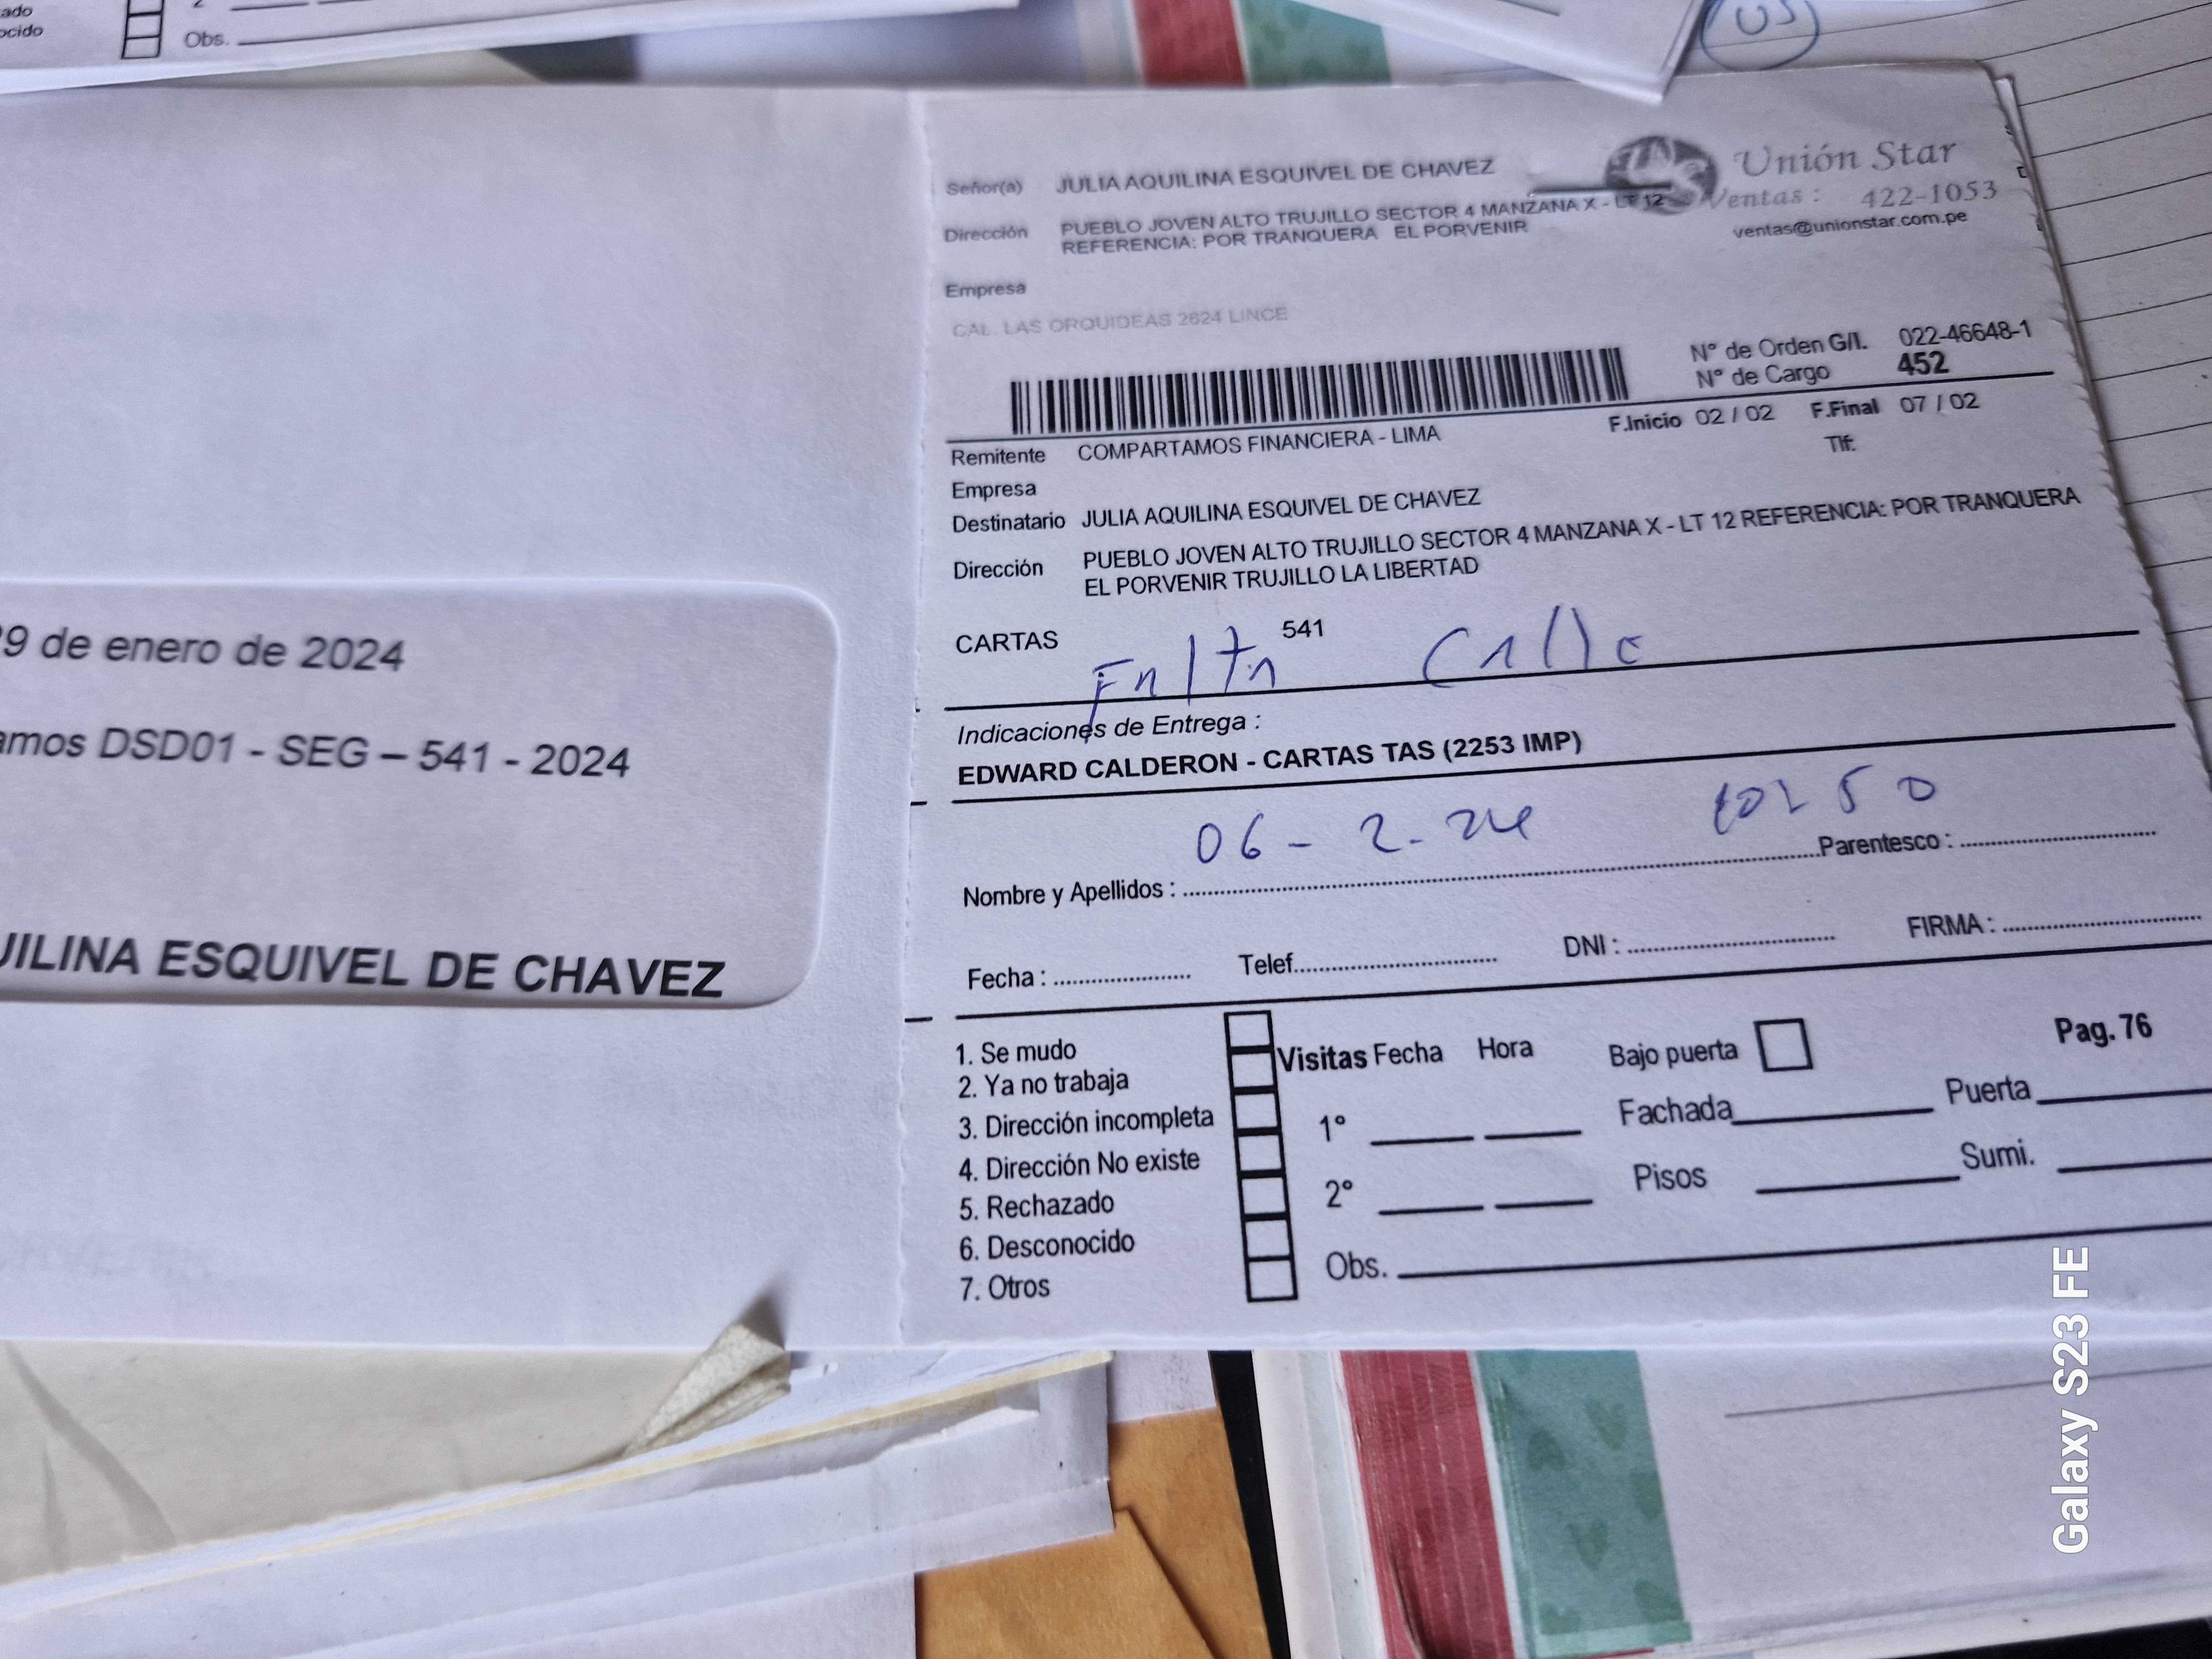 ado
ocido
Obs.
Señor(a) JULIA AQUILINA ESQUIVEL DE CHAVEZ
Unión Star
Dirección PUEBLO JOVEN ALTO TRUJILLO SECTOR 4 MANZANA X - LT 12
REFERENCIA: POR TRANQUERA EL PORVENIR
Ventas : 422-1053
ventas@unionstar.com.pe
Empresa
CAL. LAS ORQUIDEAS 2624 LINCE
N° de Orden G/I. 022-46648-1
N° de Cargo 452
F.Inicio 02 / 02 F.Final 07 / 02
Remitente COMPARTAMOS FINANCIERA - LIMA
Tlf:
Empresa
Destinatario JULIA AQUILINA ESQUIVEL DE CHAVEZ
Dirección PUEBLO JOVEN ALTO TRUJILLO SECTOR 4 MANZANA X - LT 12 REFERENCIA: POR TRANQUERA
EL PORVENIR TRUJILLO LA LIBERTAD
CARTAS 541
Falta Calle
Indicaciones de Entrega :
EDWARD CALDERON - CARTAS TAS (2253 IMP)
06 - 2 - 24
Nombre y Apellidos : Parentesco :
Fecha : Telef. DNI : FIRMA :
1. Se mudo
2. Ya no trabaja
3. Dirección incompleta
4. Dirección No existe
5. Rechazado
6. Desconocido
7. Otros
Visitas Fecha Hora Bajo puerta Pag. 76
1° Fachada Puerta
2° Pisos Sumi.
Obs.
29 de enero de 2024
amos DSD01 - SEG – 541 - 2024
UILINA ESQUIVEL DE CHAVEZ
Galaxy S23 FE